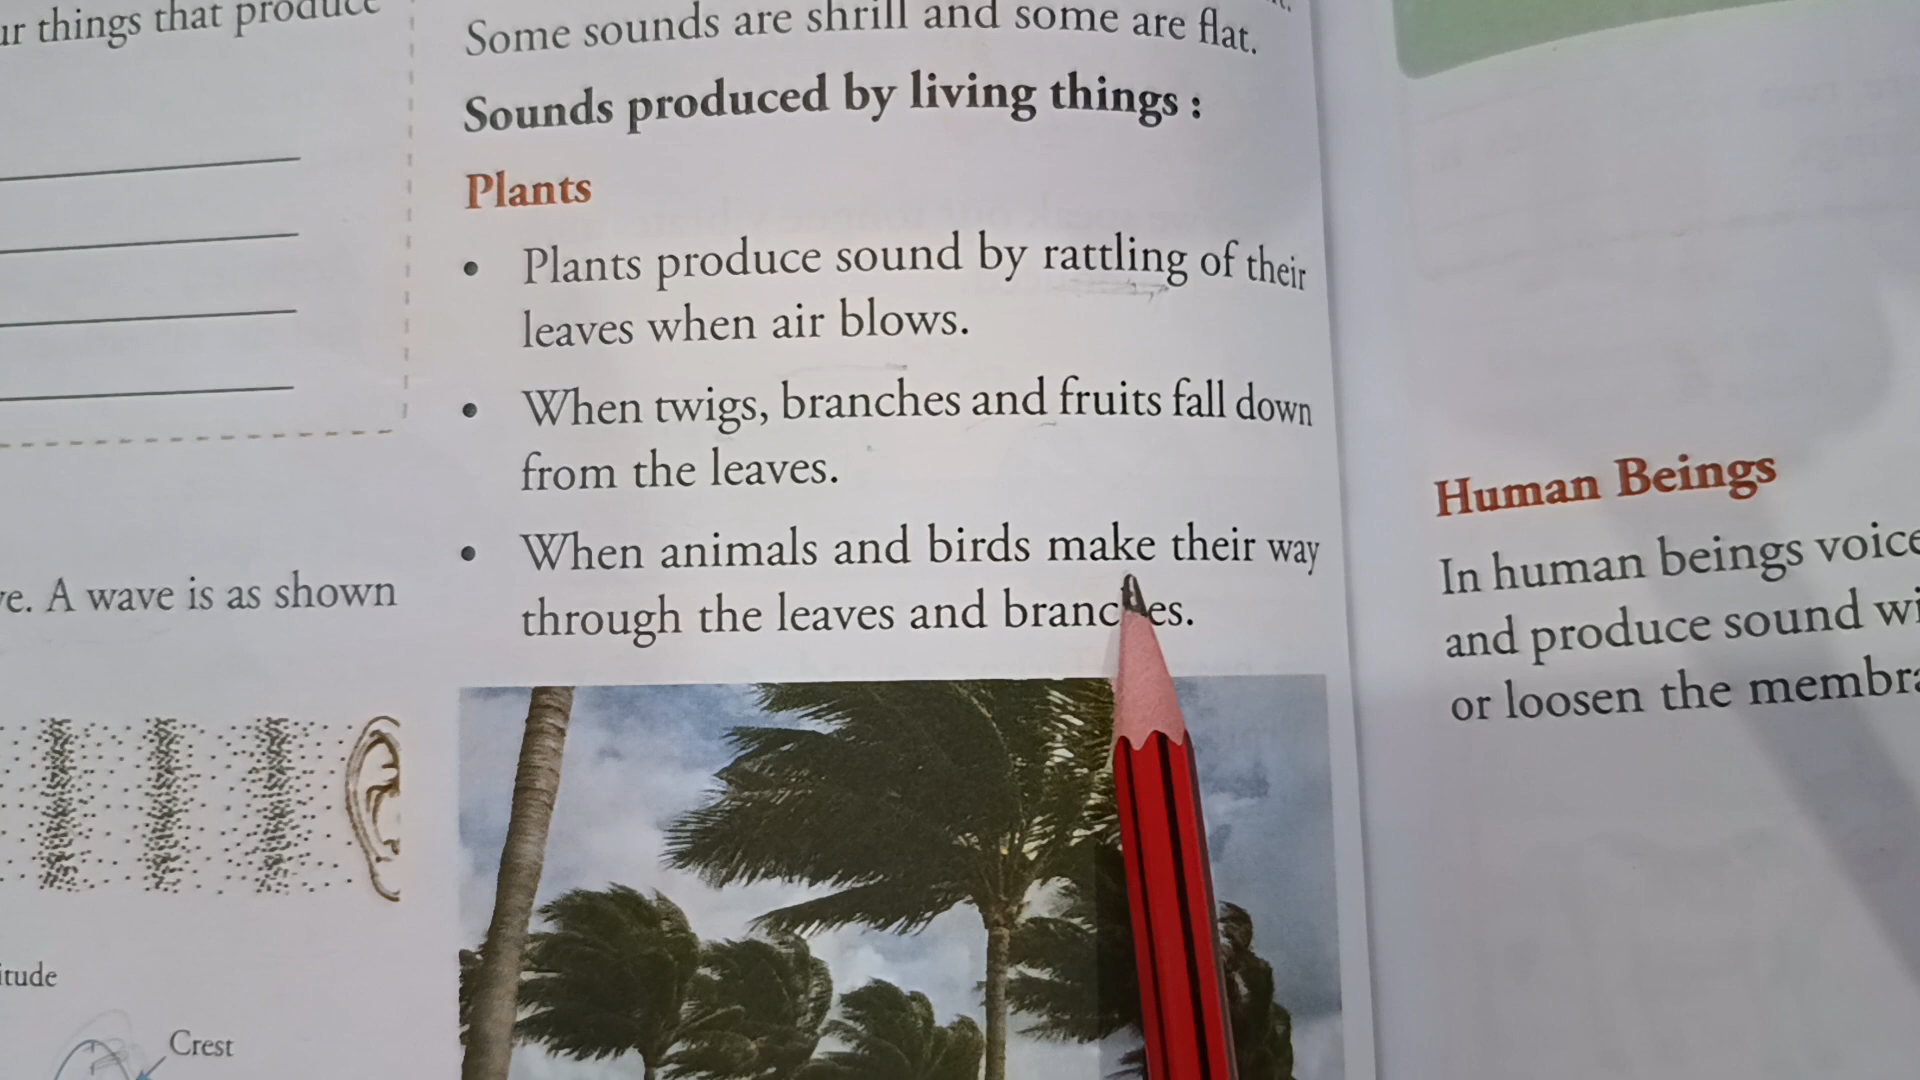 ur things that produce
ve. A wave is as shown
itude
Crest
Some sounds are shrill and some are flat.
Sounds produced by living things :
Plants
• Plants produce sound by rattling of their
leaves when air blows.
• When twigs, branches and fruits fall down
from the leaves.
• When animals and birds make their way
through the leaves and branches.
Human Beings
In human beings voice
and produce sound wi
or loosen the membra